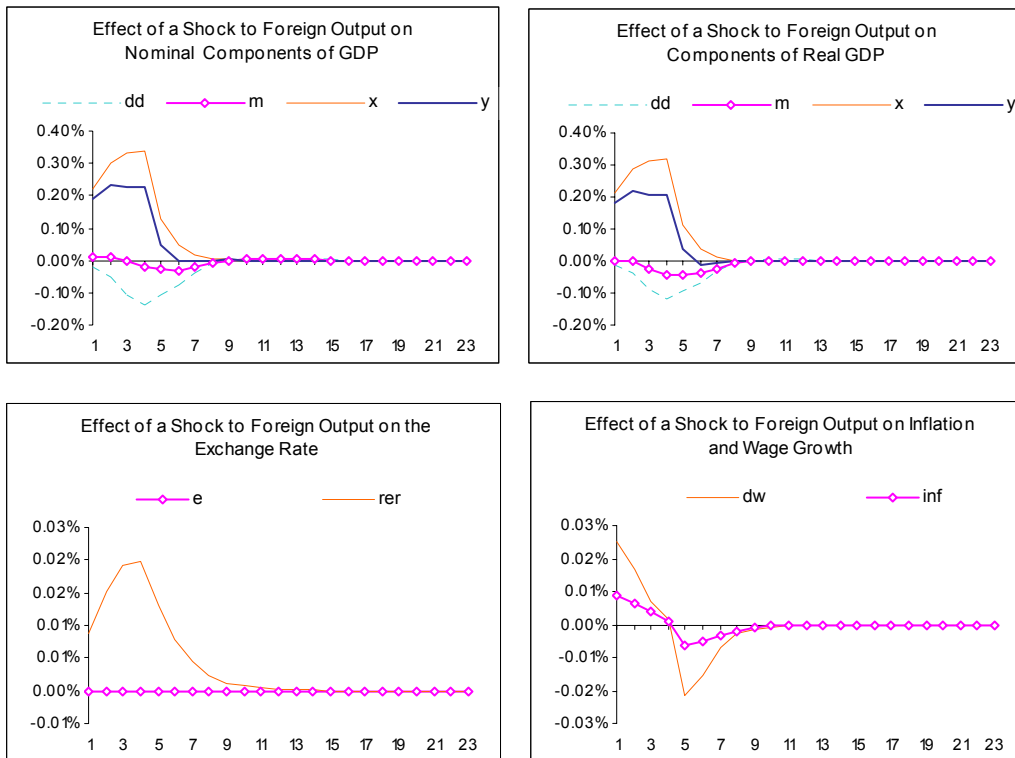 Effect of a Shock to Foreign Output on
Nominal Components of GDP
dd m x y
0.40%
0.30%
0.20%
0.10%
0.00%
-0.10%
-0.20%
1 3 5 7 9 11 13 15 17 19 21 23
Effect of a Shock to Foreign Output on
Components of Real GDP
dd m x y
0.40%
0.30%
0.20%
0.10%
0.00%
-0.10%
-0.20%
1 3 5 7 9 11 13 15 17 19 21 23
Effect of a Shock to Foreign Output on the
Exchange Rate
e rer
0.03%
0.02%
0.02%
0.01%
0.01%
0.00%
-0.01%
1 3 5 7 9 11 13 15 17 19 21 23
Effect of a Shock to Foreign Output on Inflation
and Wage Growth
dw inf
0.03%
0.02%
0.01%
0.00%
-0.01%
-0.02%
-0.03%
1 3 5 7 9 11 13 15 17 19 21 23